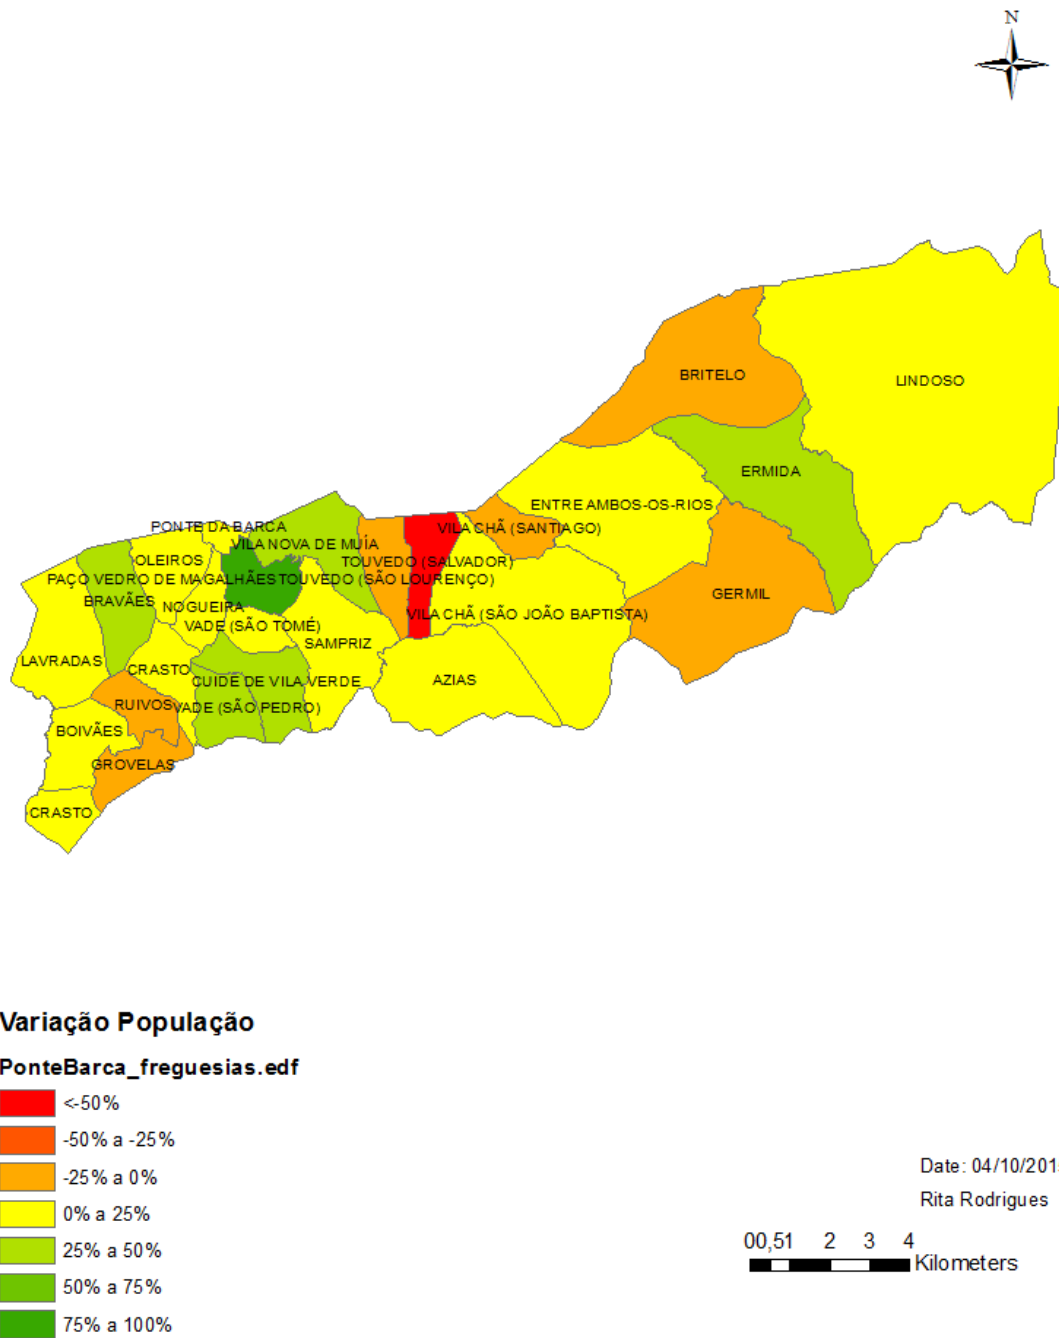 N
BRITELO
LINDOSO
ERMIDA
ENTRE AMBOS-OS-RIOS
PONTE DA BARCA
VILA CHÃ (SANTIAGO)
VILA NOVA DE MUÍA
OLEIROS
TOUVEDO (SALVADOR)
PAÇO VEDRO DE MAGALHÃES
TOUVEDO (SÃO LOURENÇO)
GERMIL
BRAVÃES
NOGUEIRA
VILA CHÃ (SÃO JOÃO BAPTISTA)
VADE (SÃO TOMÉ)
SAMPRIZ
LAVRADAS
CRASTO
CUIDE DE VILA VERDE
AZIAS
RUIVOS
VADE (SÃO PEDRO)
BOIVÃES
GROVELAS
CRASTO
Variação População
PonteBarca_freguesias.edf
<-50%
-50% a -25%
-25% a 0%
0% a 25%
25% a 50%
50% a 75%
75% a 100%
Date: 04/10/201
Rita Rodrigues
00,51 2 3 4
Kilometers